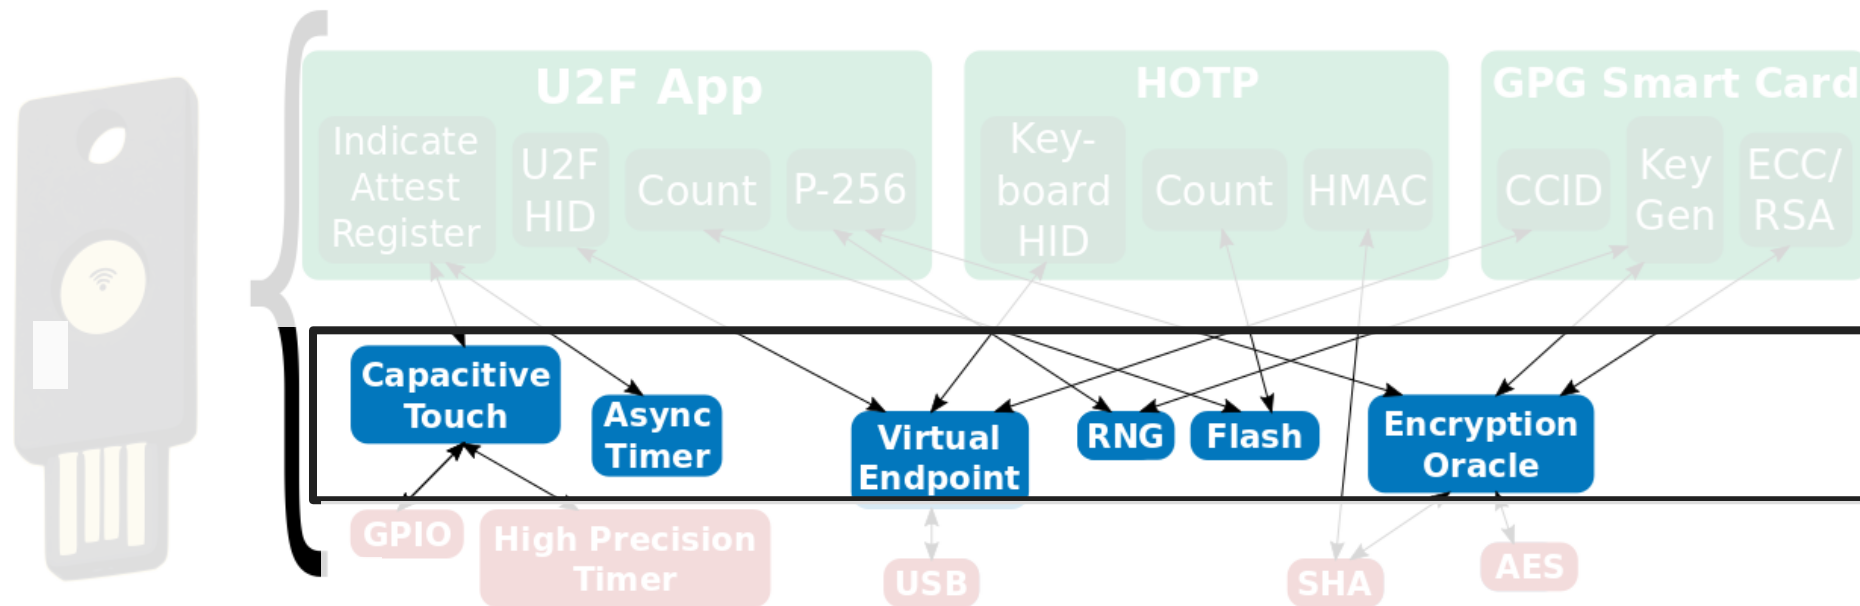 U2F App
Indicate
Attest
Register
U2F
HID
Count
P-256
HOTP
Key-
board
HID
Count
HMAC
GPG Smart Card
CCID
Key
Gen
ECC/
RSA
Capacitive
Touch
Async
Timer
Virtual
Endpoint
RNG
Flash
Encryption
Oracle
GPIO
High Precision
Timer
USB
SHA
AES